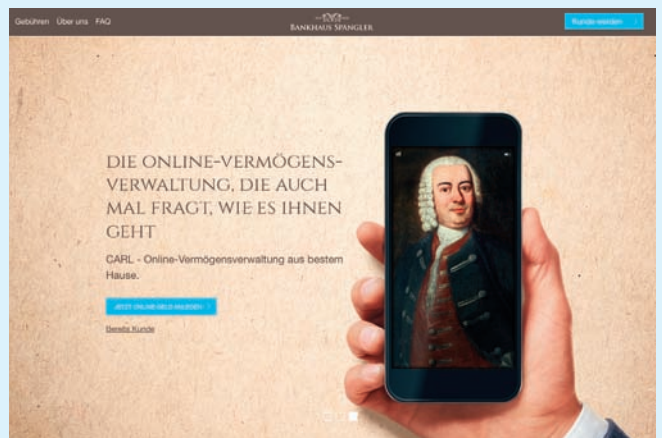 Gebühren Über uns FAQ
BANKHAUS SPANGLER
Kunde werden
DIE ONLINE-VERMÖGENS-
VERWALTUNG, DIE AUCH
MAL FRAGT, WIE ES IHNEN
GEHT
CARL - Online-Vermögensverwaltung aus bestem
Hause.
JETZT ONLINE GELD ANLEGEN
Bereits Kunde